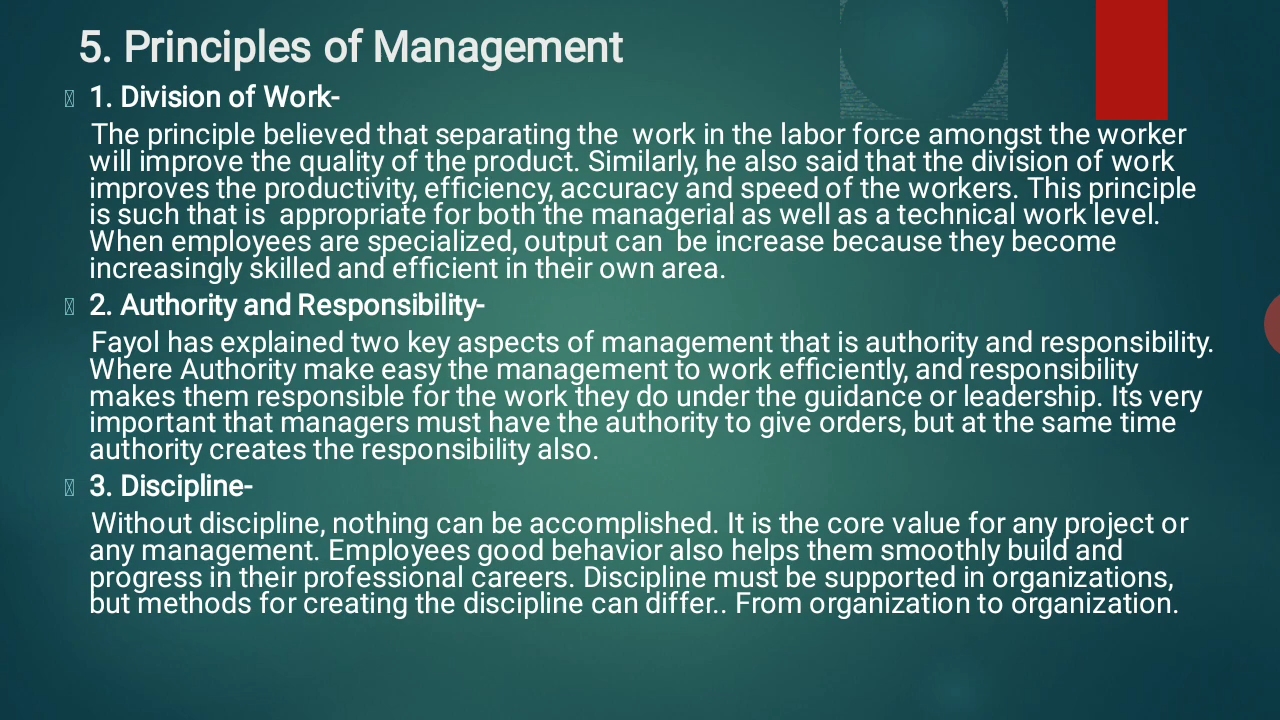 5. Principles of Management
1. Division of Work-
The principle believed that separating the  work in the labor force amongst the worker
will improve the quality of the product. Similarly, he also said that the division of work
improves the productivity, efficiency, accuracy and speed of the workers. This principle
is such that is  appropriate for both the managerial as well as a technical work level.
When employees are specialized, output can  be increase because they become
increasingly skilled and efficient in their own area.
2. Authority and Responsibility-
Fayol has explained two key aspects of management that is authority and responsibility.
Where Authority make easy the management to work efficiently, and responsibility
makes them responsible for the work they do under the guidance or leadership. Its very
important that managers must have the authority to give orders, but at the same time
authority creates the responsibility also.
3. Discipline-
Without discipline, nothing can be accomplished. It is the core value for any project or
any management. Employees good behavior also helps them smoothly build and
progress in their professional careers. Discipline must be supported in organizations,
but methods for creating the discipline can differ.. From organization to organization.